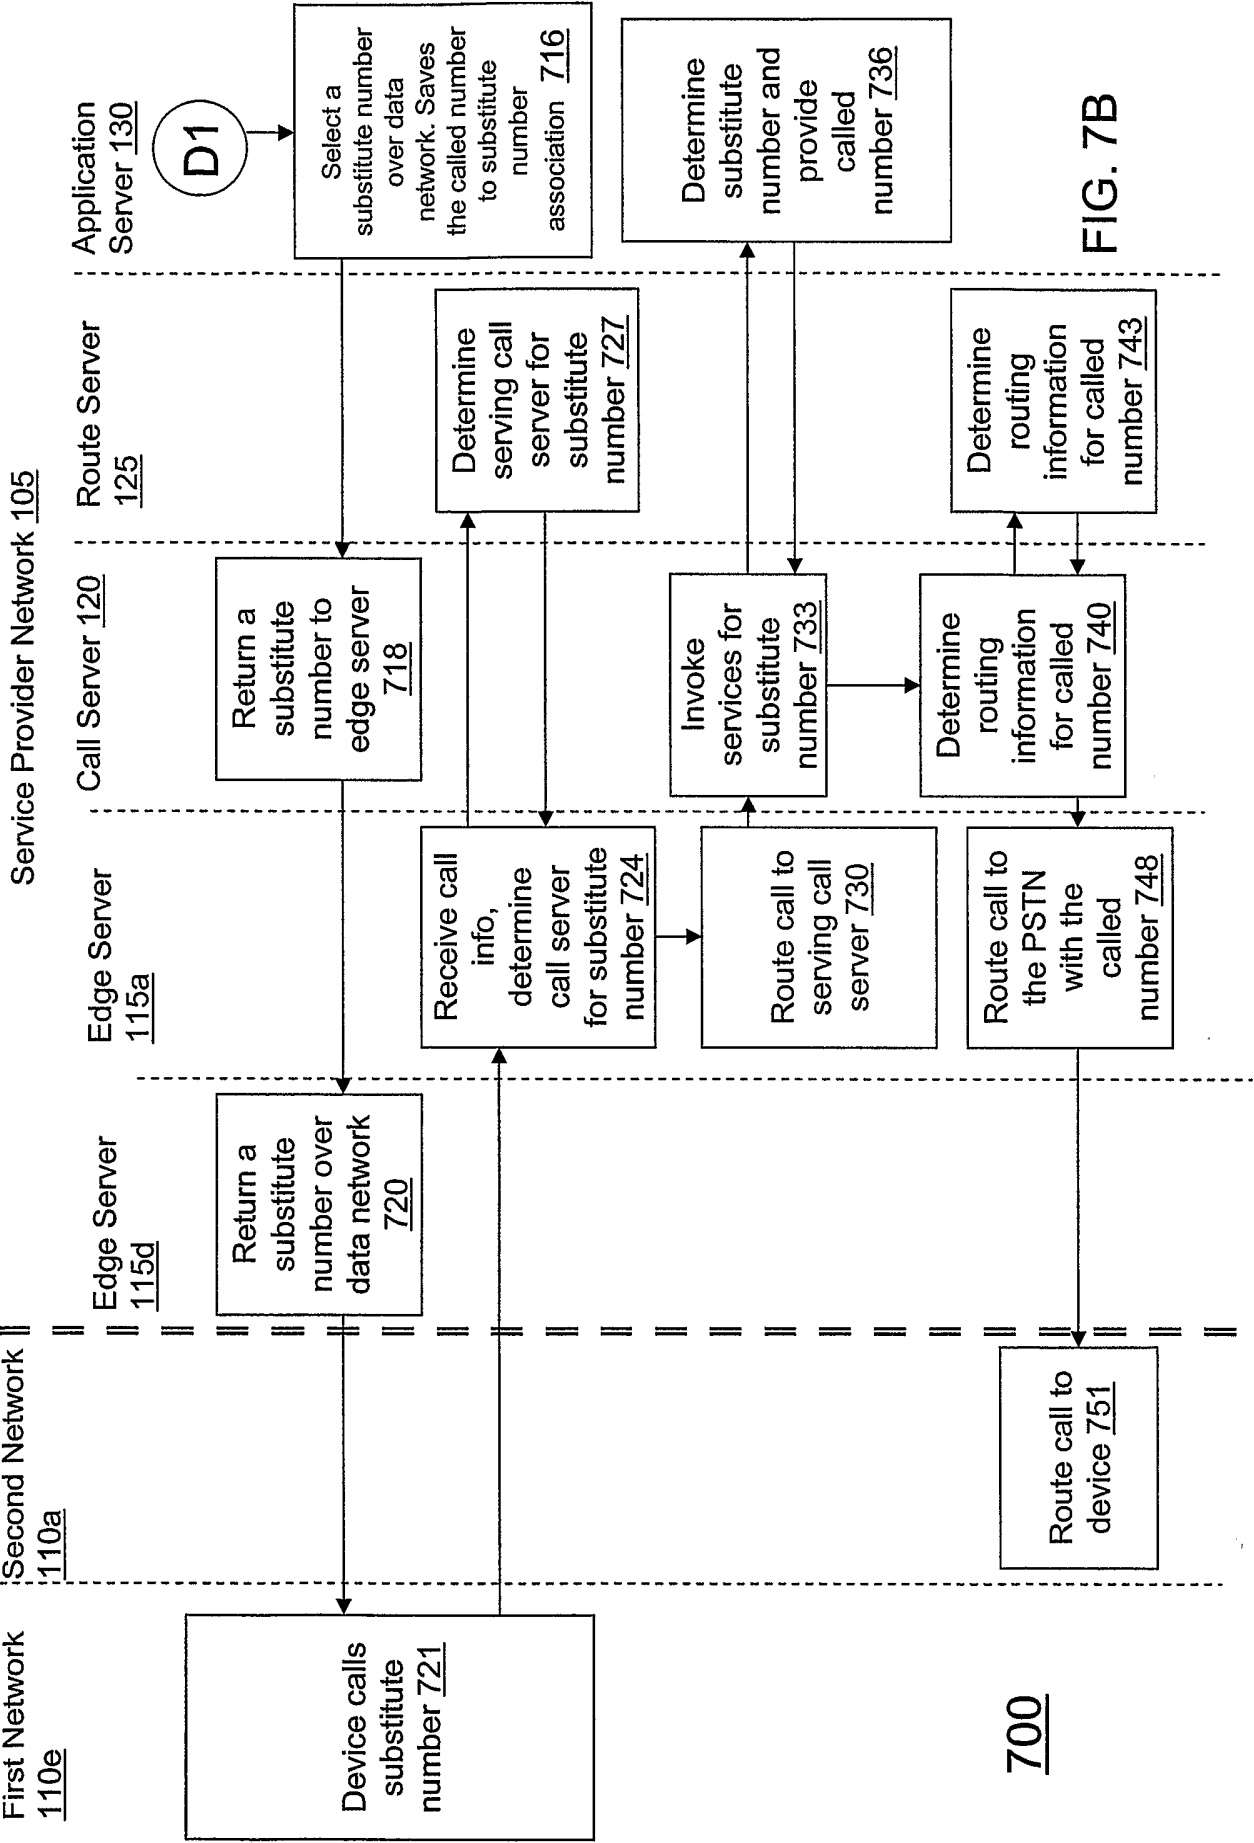 Service Provider Network 105
First Network
110e
Second Network
110a
Edge Server
115d
Edge Server
115a
Call Server 120
Route Server
125
Application
Server 130
D1
Select a
substitute number
over data
network. Saves
the called number
to substitute
number
association 716
Return a
substitute
number to
edge server
718
Return a
substitute
number over
data network
720
Device calls
substitute
number 721
Receive call
info,
determine
call server
for substitute
number 724
Determine
serving call
server for
substitute
number 727
Route call to
serving call
server 730
Invoke
services for
substitute
number 733
Determine
substitute
number and
provide
called
number 736
Determine
routing
information
for called
number 740
Determine
routing
information
for called
number 743
Route call to
the PSTN
with the
called
number 748
Route call to
device 751
700
FIG. 7B